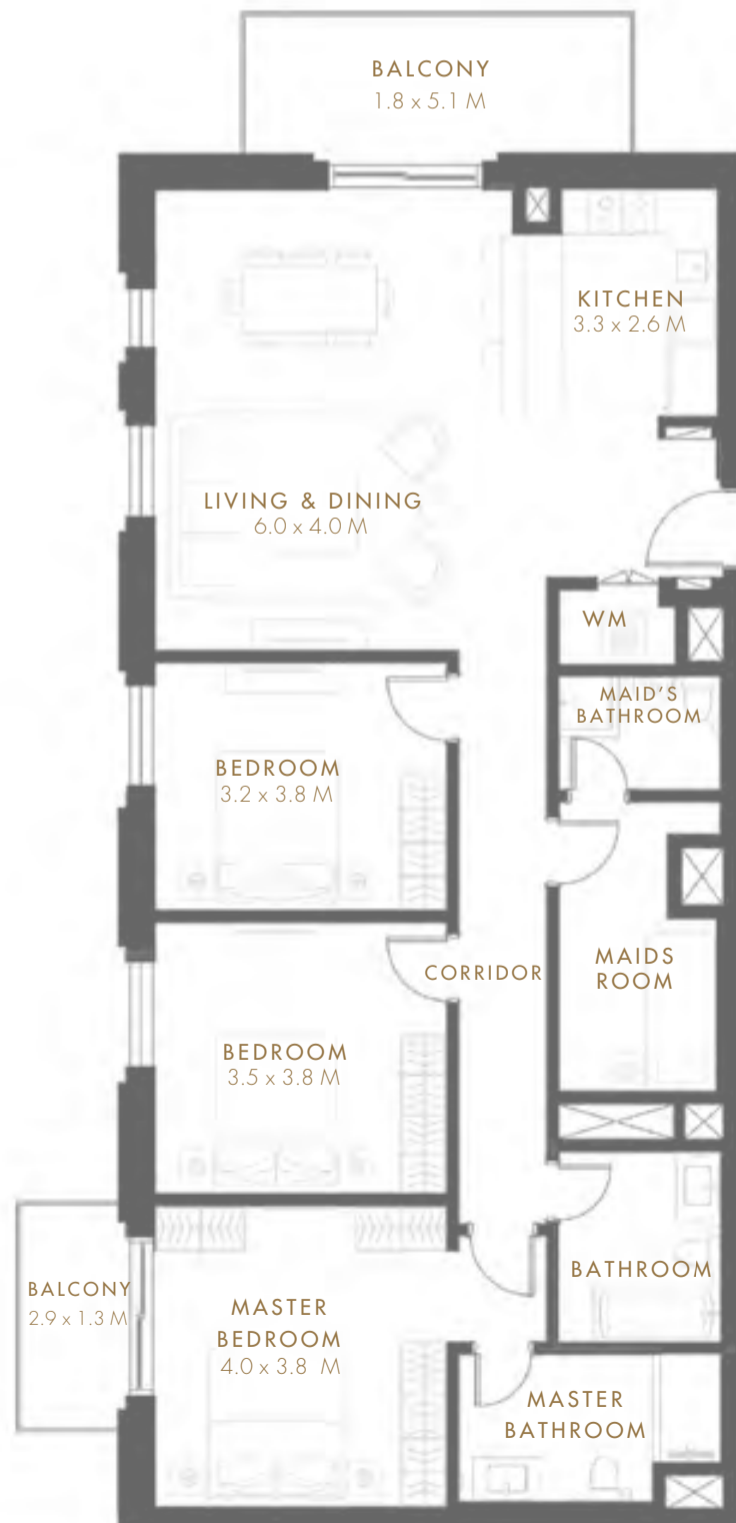 BALCONY
1.8 x 5.1 M
KITCHEN
3.3 x 2.6 M
LIVING & DINING
6.0 x 4.0 M
WM
MAID'S
BATHROOM
BEDROOM
3.2 x 3.8 M
MAIDS
ROOM
CORRIDOR
BEDROOM
3.5 x 3.8 M
BATHROOM
BALCONY
2.9 x 1.3 M
MASTER
BEDROOM
4.0 x 3.8 M
MASTER
BATHROOM